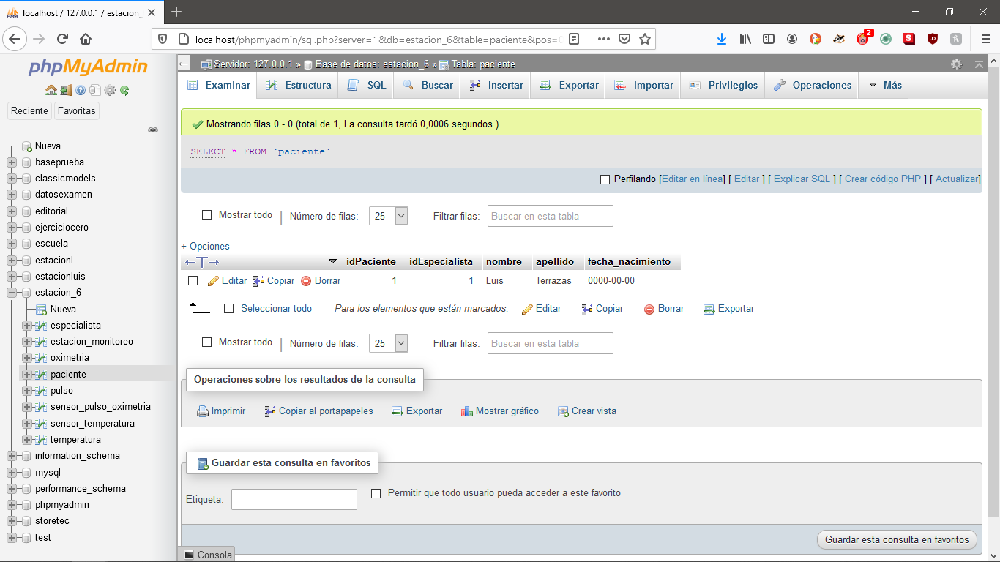 localhost / 127.0.0.1 / estacion_
localhost/phpmyadmin/sql.php?server=1&db=estacion_6&table=paciente&pos=
2
phpMyAdmin
Reciente Favoritas
Nueva
baseprueba
classicmodels
datosexamen
editorial
ejerciciocero
escuela
estacionl
estacionluis
estacion_6
Nueva
especialista
estacion_monitoreo
oximetria
paciente
pulso
sensor_pulso_oximetria
sensor_temperatura
temperatura
information_schema
mysql
performance_schema
phpmyadmin
storetec
test
Servidor: 127.0.0.1 » Base de datos: estacion_6 » Tabla: paciente
Examinar Estructura SQL Buscar Insertar Exportar Importar Privilegios Operaciones Más
Mostrando filas 0 - 0 (total de 1, La consulta tardó 0,0006 segundos.)
SELECT * FROM `paciente`
Perfilando [Editar en línea] [ Editar ] [ Explicar SQL ] [ Crear código PHP ] [ Actualizar]
Mostrar todo | Número de filas: 25 Filtrar filas: Buscar en esta tabla
+ Opciones
←T→ idPaciente idEspecialista nombre apellido fecha_nacimiento
Editar Copiar Borrar 1 1 Luis Terrazas 0000-00-00
Seleccionar todo Para los elementos que están marcados: Editar Copiar Borrar Exportar
Mostrar todo | Número de filas: 25 Filtrar filas: Buscar en esta tabla
Operaciones sobre los resultados de la consulta
Imprimir Copiar al portapapeles Exportar Mostrar gráfico Crear vista
Guardar esta consulta en favoritos
Etiqueta: Permitir que todo usuario pueda acceder a este favorito
Guardar esta consulta en favoritos
Consola